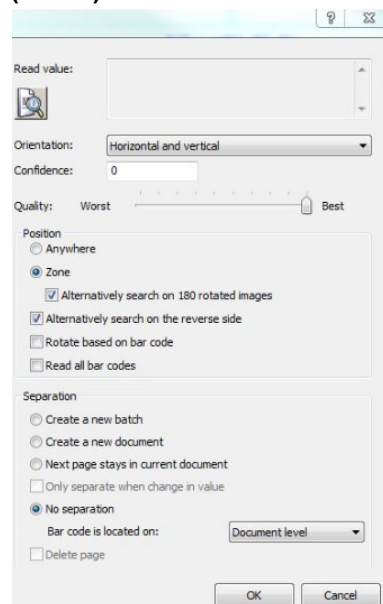 Read value:
Orientation: Horizontal and vertical
Confidence: 0
Quality: Worst Best
Position
Anywhere
Zone
Alternatively search on 180 rotated images
Alternatively search on the reverse side
Rotate based on bar code
Read all bar codes
Separation
Create a new batch
Create a new document
Next page stays in current document
Only separate when change in value
No separation
Bar code is located on: Document level
Delete page
OK Cancel